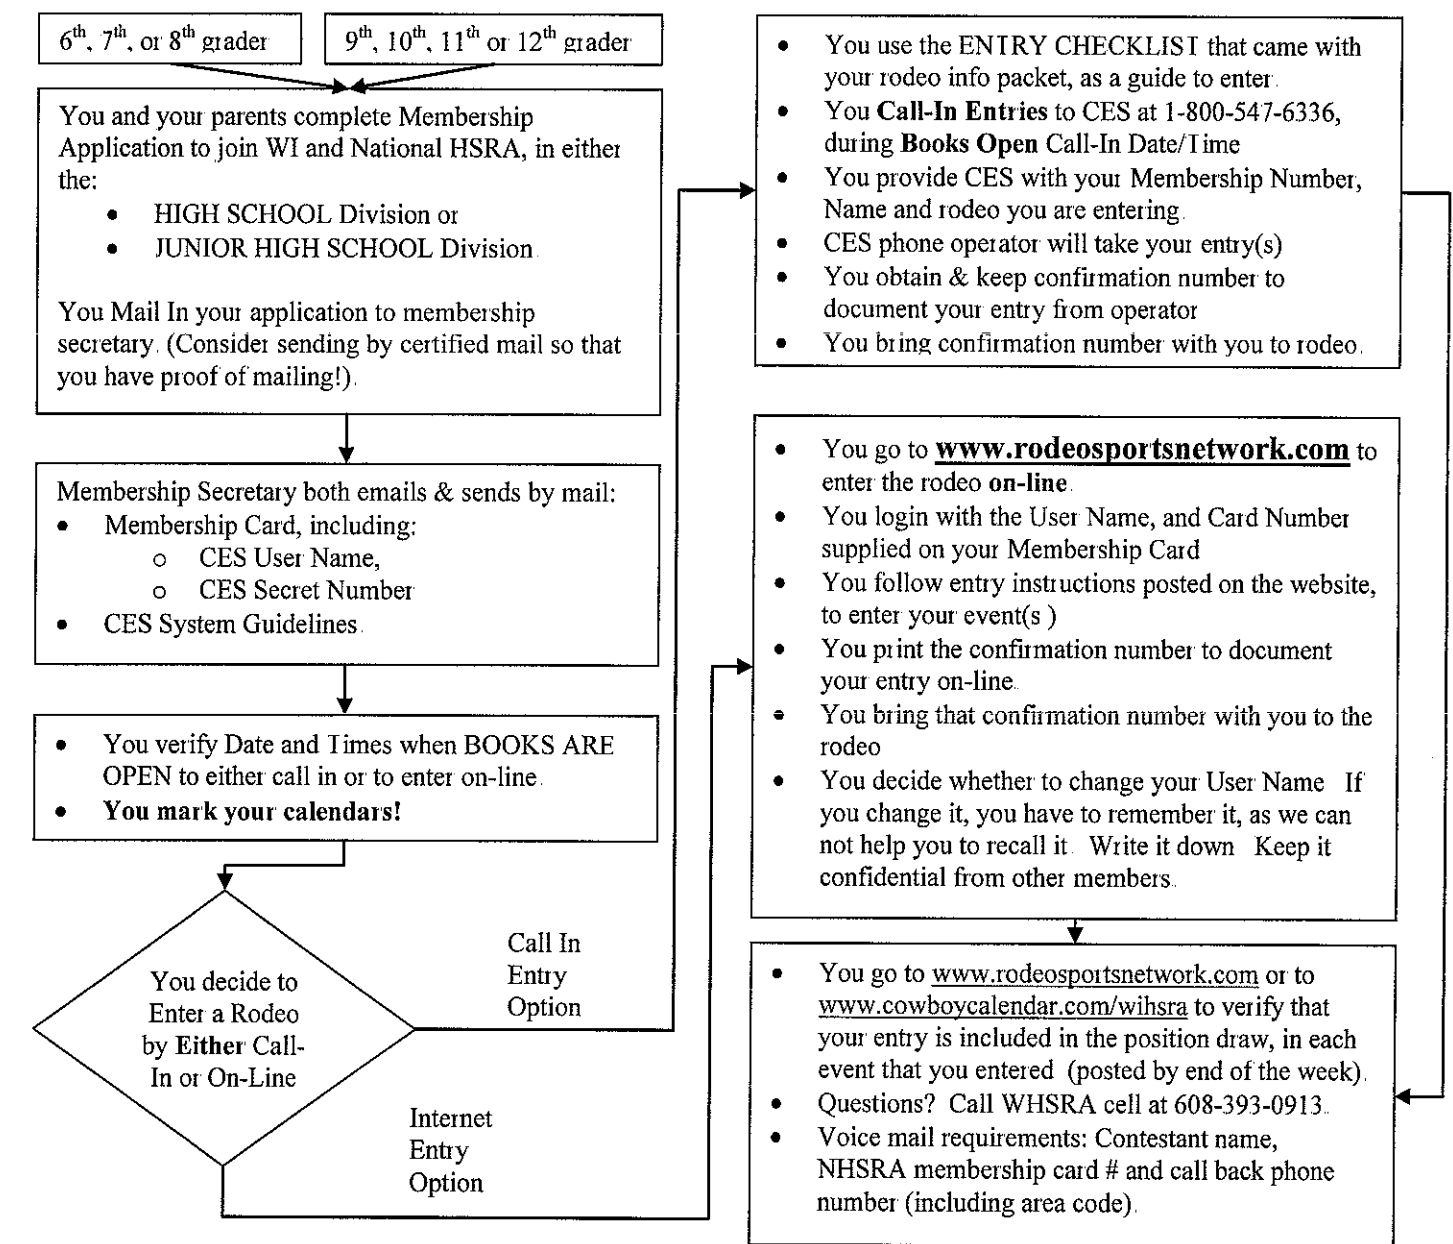 6th, 7th, or 8th grader
9th, 10th, 11th or 12th grader
You and your parents complete Membership
Application to join WI and National HSRA, in either
the:
• HIGH SCHOOL Division or
• JUNIOR HIGH SCHOOL Division.
You Mail In your application to membership
secretary. (Consider sending by certified mail so that
you have proof of mailing!).
Membership Secretary both emails & sends by mail:
• Membership Card, including:
o CES User Name,
o CES Secret Number
• CES System Guidelines.
• You verify Date and Times when BOOKS ARE
OPEN to either call in or to enter on-line.
• You mark your calendars!
You decide to
Enter a Rodeo
by Either Call-
In or On-Line
Call In
Entry
Option
Internet
Entry
Option
• You use the ENTRY CHECKLIST that came with
your rodeo info packet, as a guide to enter.
• You Call-In Entries to CES at 1-800-547-6336,
during Books Open Call-In Date/Time
• You provide CES with your Membership Number,
Name and rodeo you are entering.
• CES phone operator will take your entry(s)
• You obtain & keep confirmation number to
document your entry from operator
• You bring confirmation number with you to rodeo.
• You go to www.rodeosportsnetwork.com to
enter the rodeo on-line.
• You login with the User Name, and Card Number
supplied on your Membership Card
• You follow entry instructions posted on the website,
to enter your event(s )
• You print the confirmation number to document
your entry on-line.
• You bring that confirmation number with you to the
rodeo
• You decide whether to change your User Name If
you change it, you have to remember it, as we can
not help you to recall it. Write it down Keep it
confidential from other members.
• You go to www.rodeosportsnetwork.com or to
www.cowboycalendar.com/wihsra to verify that
your entry is included in the position draw, in each
event that you entered (posted by end of the week).
• Questions? Call WHSRA cell at 608-393-0913.
• Voice mail requirements: Contestant name,
NHSRA membership card # and call back phone
number (including area code).